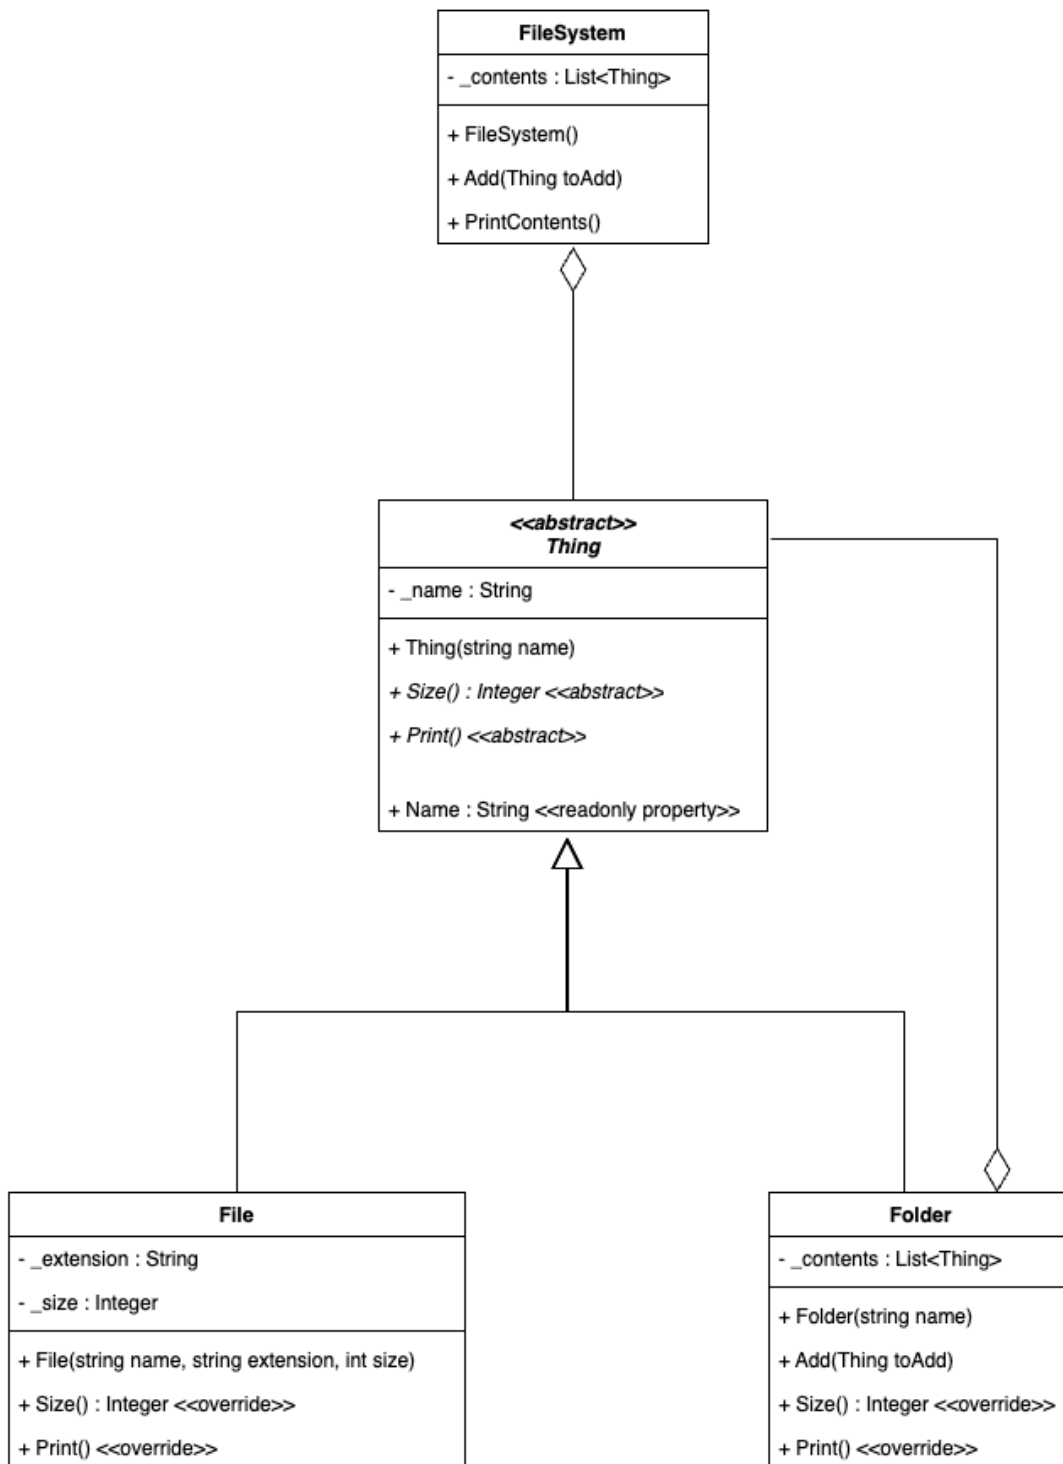 FileSystem
- _contents : List<Thing>
+ FileSystem()
+ Add(Thing toAdd)
+ PrintContents()
<<abstract>>
Thing
- _name : String
+ Thing(string name)
+ Size() : Integer <<abstract>>
+ Print() <<abstract>>
+ Name : String <<readonly property>>
File
- _extension : String
- _size : Integer
+ File(string name, string extension, int size)
+ Size() : Integer <<override>>
+ Print() <<override>>
Folder
- _contents : List<Thing>
+ Folder(string name)
+ Add(Thing toAdd)
+ Size() : Integer <<override>>
+ Print() <<override>>